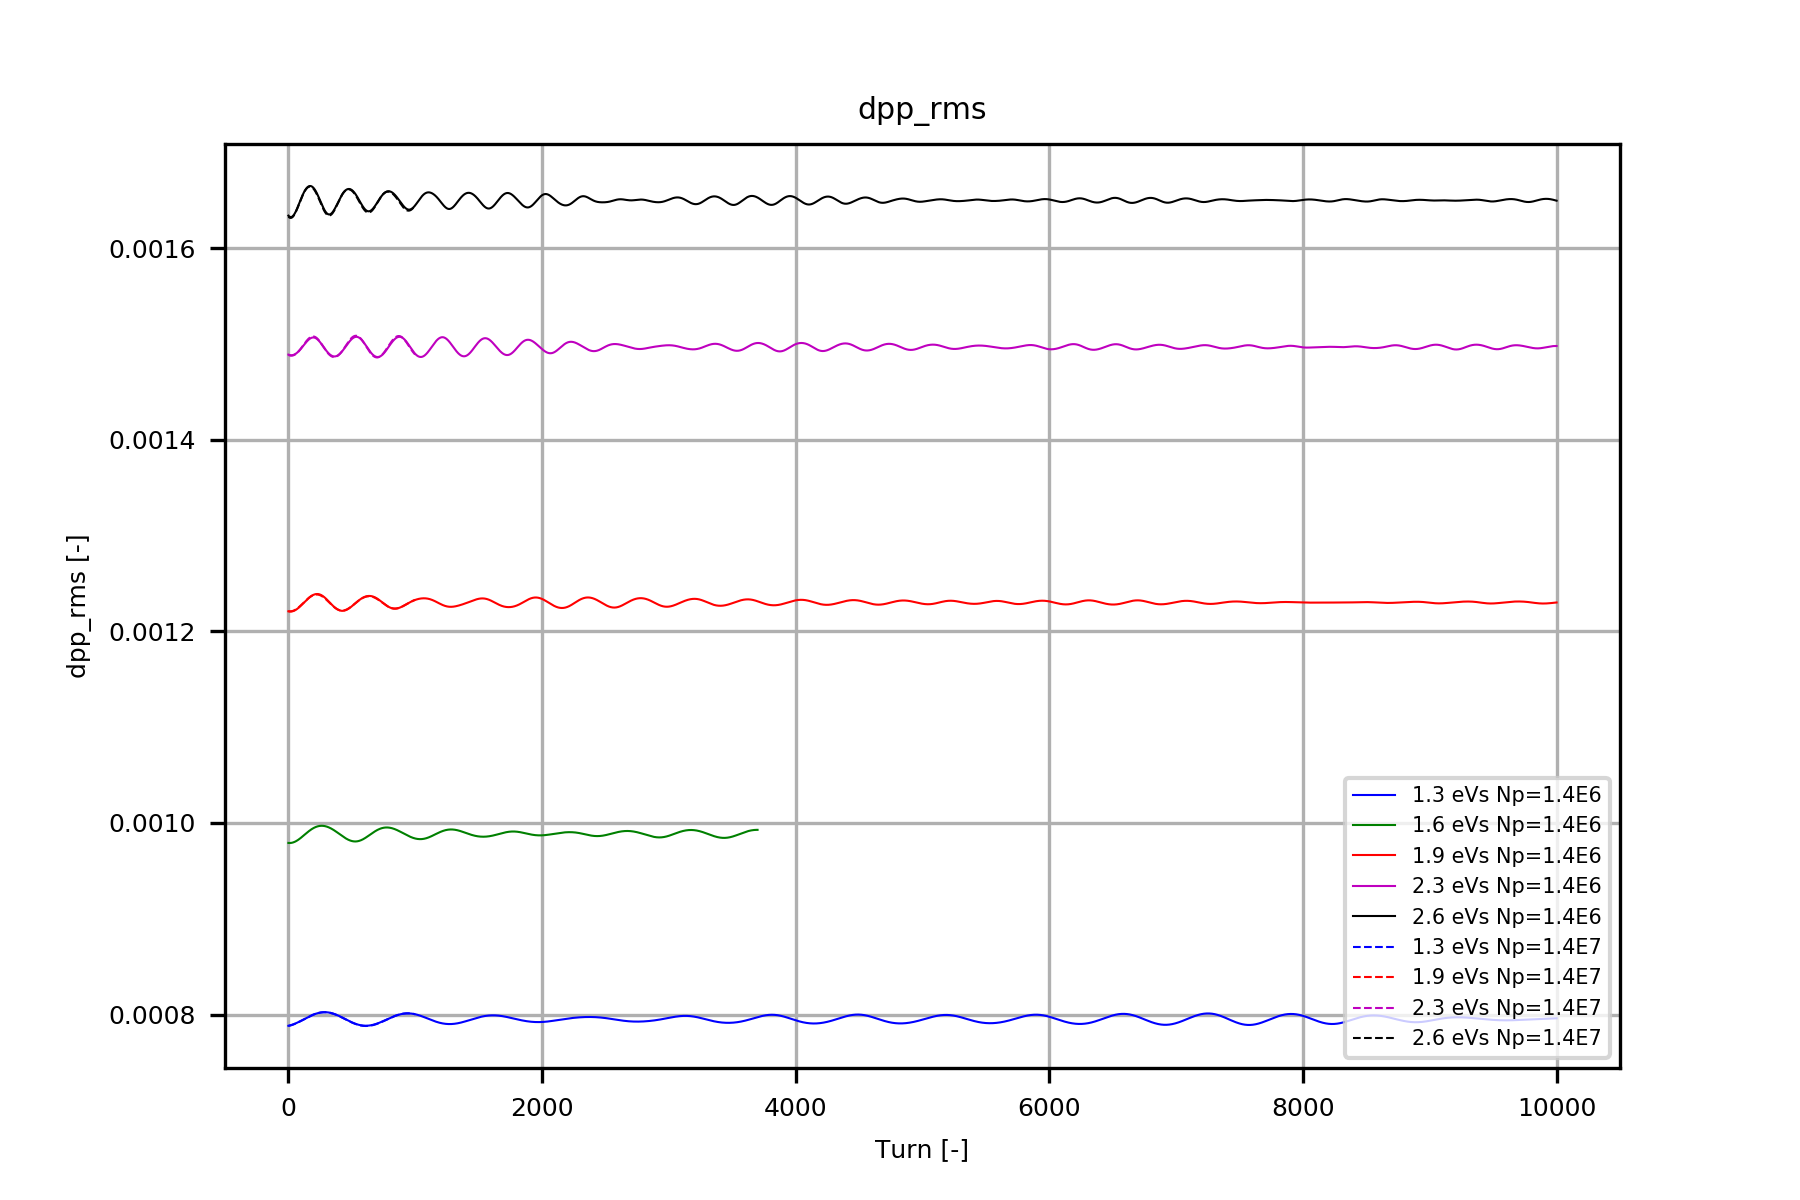 dpp_rms
0.0016
0.0014
0.0012
0.0010
0.0008
dpp_rms [-]
1.3 eVs Np=1.4E6
1.6 eVs Np=1.4E6
1.9 eVs Np=1.4E6
2.3 eVs Np=1.4E6
2.6 eVs Np=1.4E6
1.3 eVs Np=1.4E7
1.9 eVs Np=1.4E7
2.3 eVs Np=1.4E7
2.6 eVs Np=1.4E7
0 2000 4000 6000 8000 10000
Turn [-]